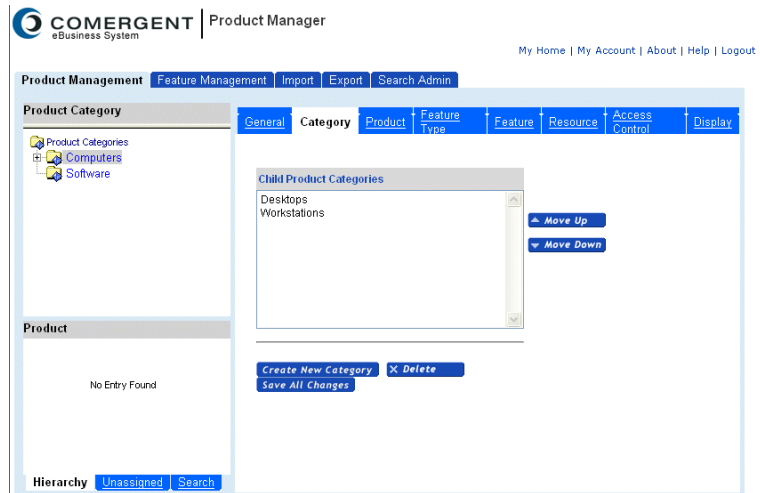 COMERGENT
eBusiness System
Product Manager
My Home | My Account | About | Help | Logout
Product Management Feature Management Import Export Search Admin
Product Category
General Category Product Feature Type Feature Resource Access Control Display
Product Categories
Computers
Software
Child Product Categories
Desktops
Workstations
Move Up
Move Down
Product
No Entry Found
Create New Category Delete
Save All Changes
Hierarchy Unassigned Search